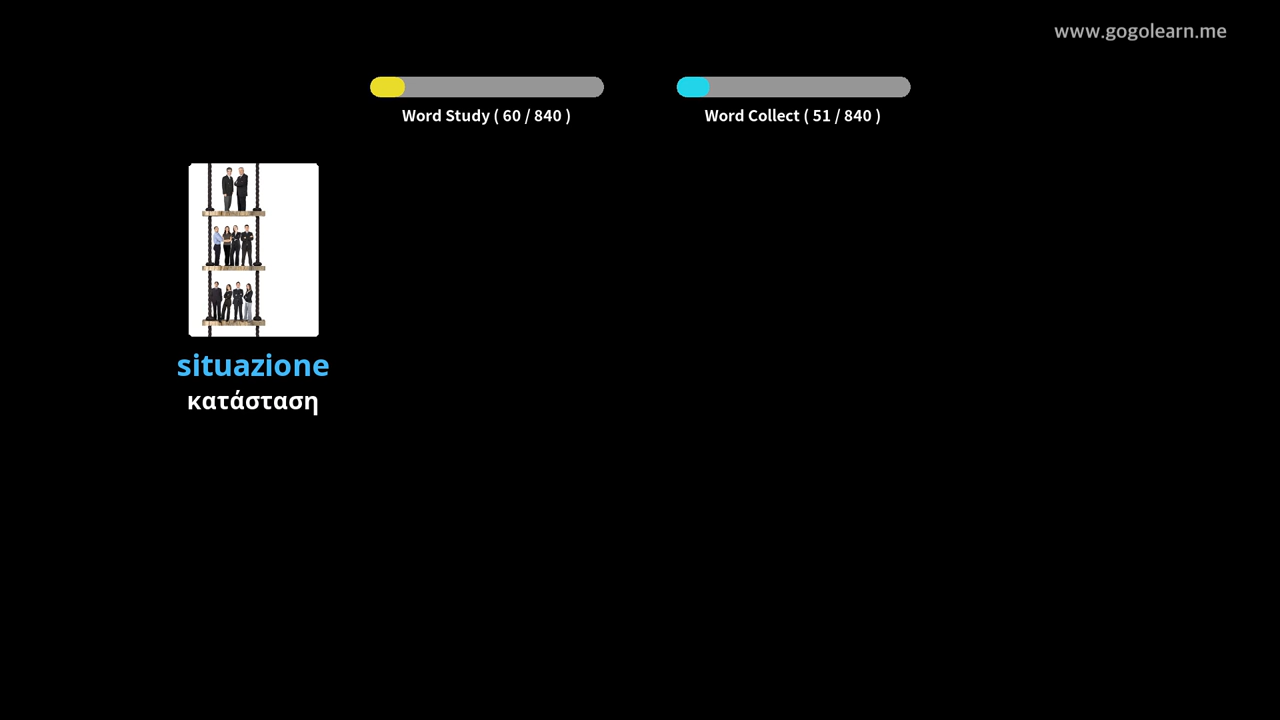 www.gogolearn.me
Word Study ( 60 / 840 )
Word Collect ( 51 / 840 )
situazione
κατάσταση